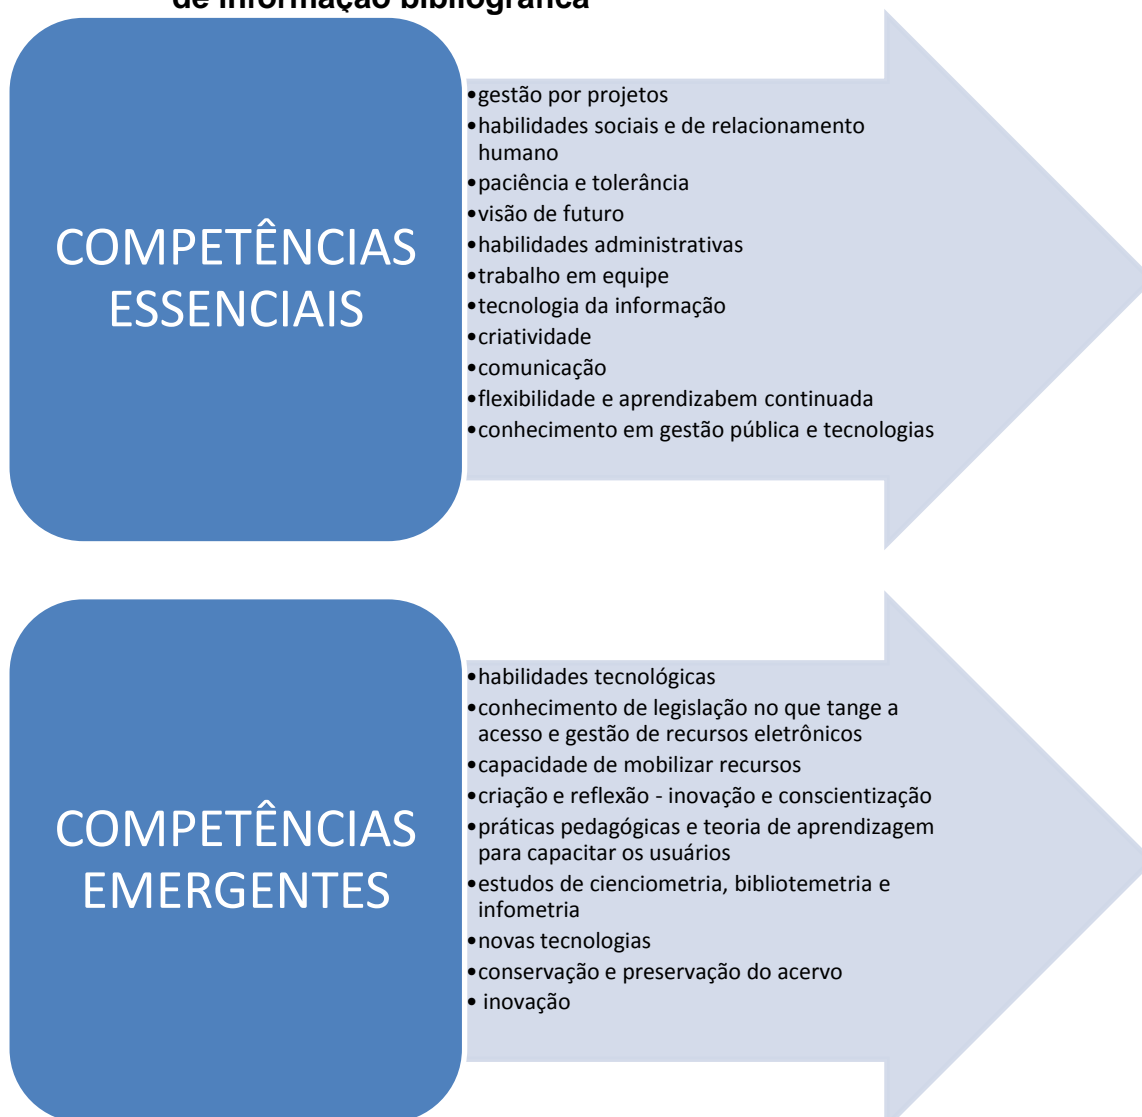 de informação bibliográfica
COMPETÊNCIAS
ESSENCIAIS
•gestão por projetos
•habilidades sociais e de relacionamento
humano
•paciência e tolerância
•visão de futuro
•habilidades administrativas
•trabalho em equipe
•tecnologia da informação
•criatividade
•comunicação
•flexibilidade e aprendizabem continuada
•conhecimento em gestão pública e tecnologias
COMPETÊNCIAS
EMERGENTES
•habilidades tecnológicas
•conhecimento de legislação no que tange a
acesso e gestão de recursos eletrônicos
•capacidade de mobilizar recursos
•criação e reflexão - inovação e conscientização
•práticas pedagógicas e teoria de aprendizagem
para capacitar os usuários
•estudos de cienciometria, bibliotemetria e
infometria
•novas tecnologias
•conservação e preservação do acervo
• inovação